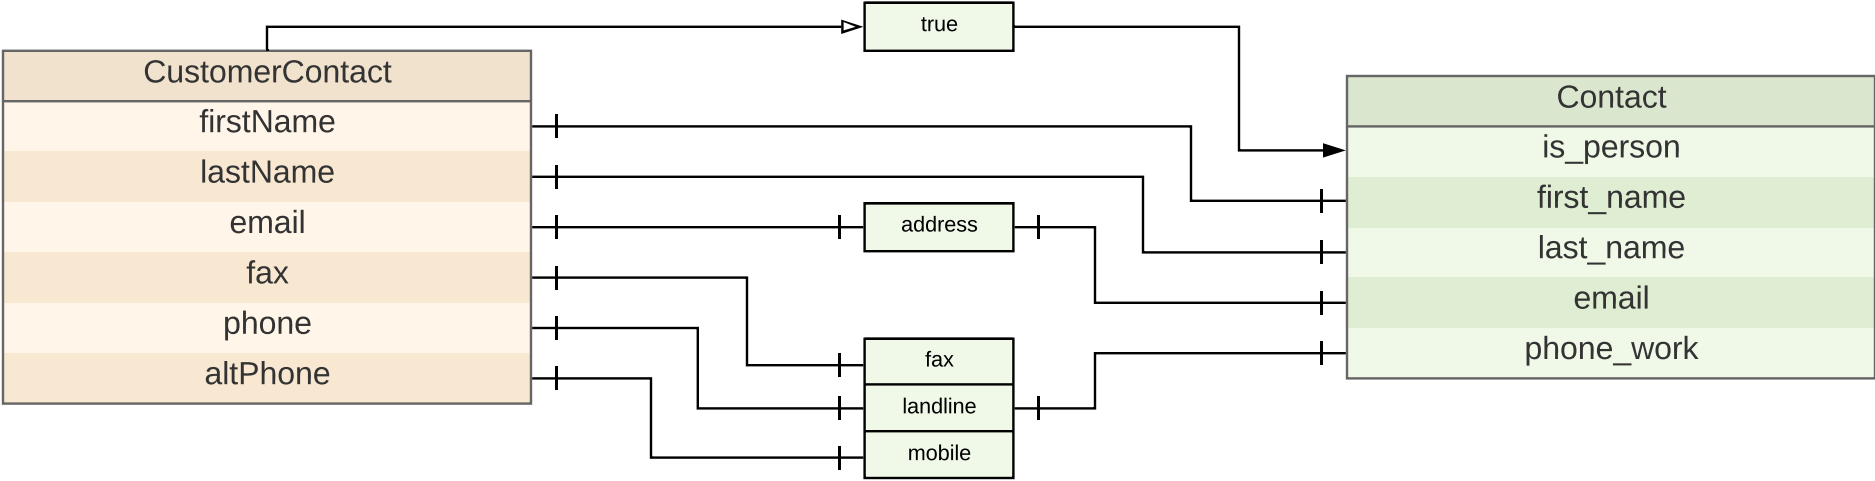 true
CustomerContact
firstName
lastName
email
fax
phone
altPhone
address
fax
landline
mobile
Contact
is_person
first_name
last_name
email
phone_work